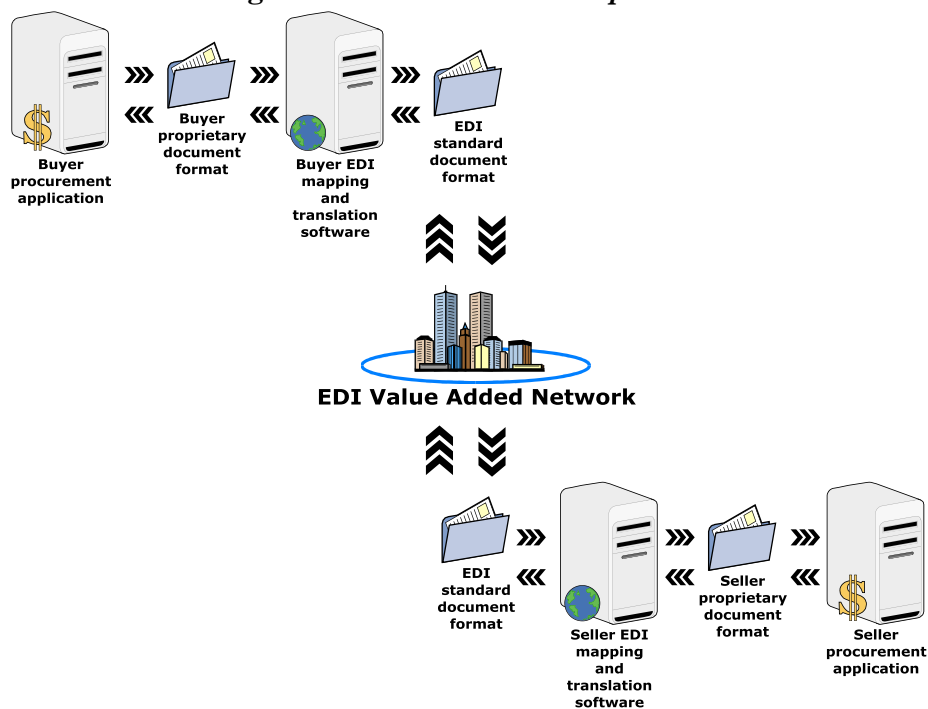 Buyer
procurement
application
Buyer
proprietary
document
format
Buyer EDI
mapping
and
translation
software
EDI
standard
document
format
EDI Value Added Network
EDI
standard
document
format
Seller EDI
mapping
and
translation
software
Seller
proprietary
document
format
Seller
procurement
application